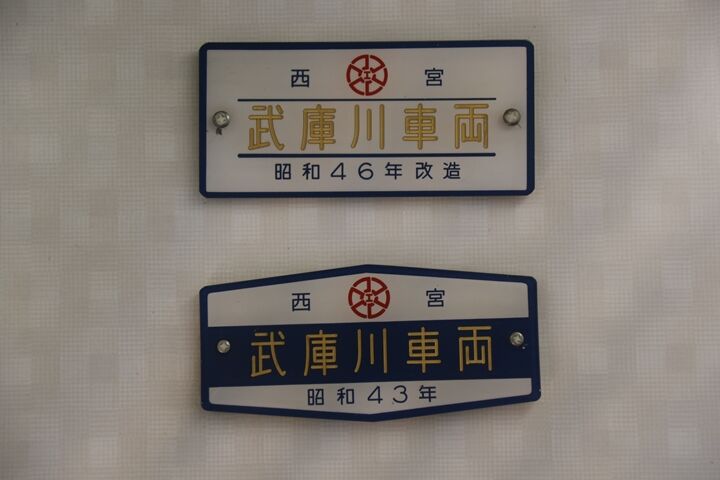 西 宮
武庫川車両
昭和46年改造
西 宮
武庫川車両
昭和43年